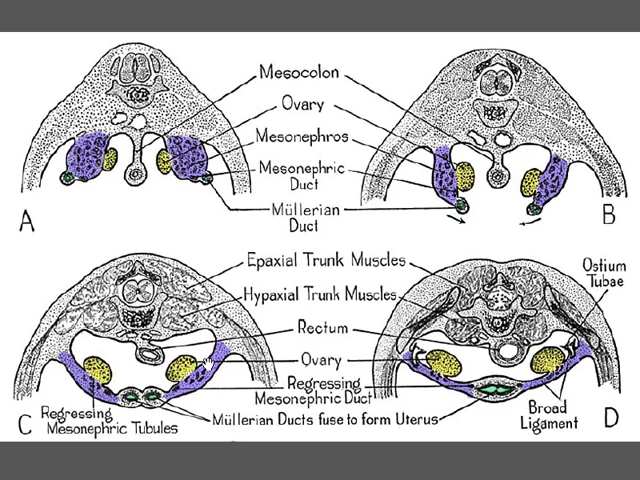 Mesocolon
Ovary
Mesonephros
Mesonephric
Duct
Müllerian
Duct
A
B
Epaxial Trunk Muscles
Hypaxial Trunk Muscles
Rectum
Ovary
Regressing
Mesonephric Duct
Müllerian Ducts fuse to form Uterus
Ostium
Tubae
C
Regressing
Mesonephric Tubules
Broad
Ligament
D